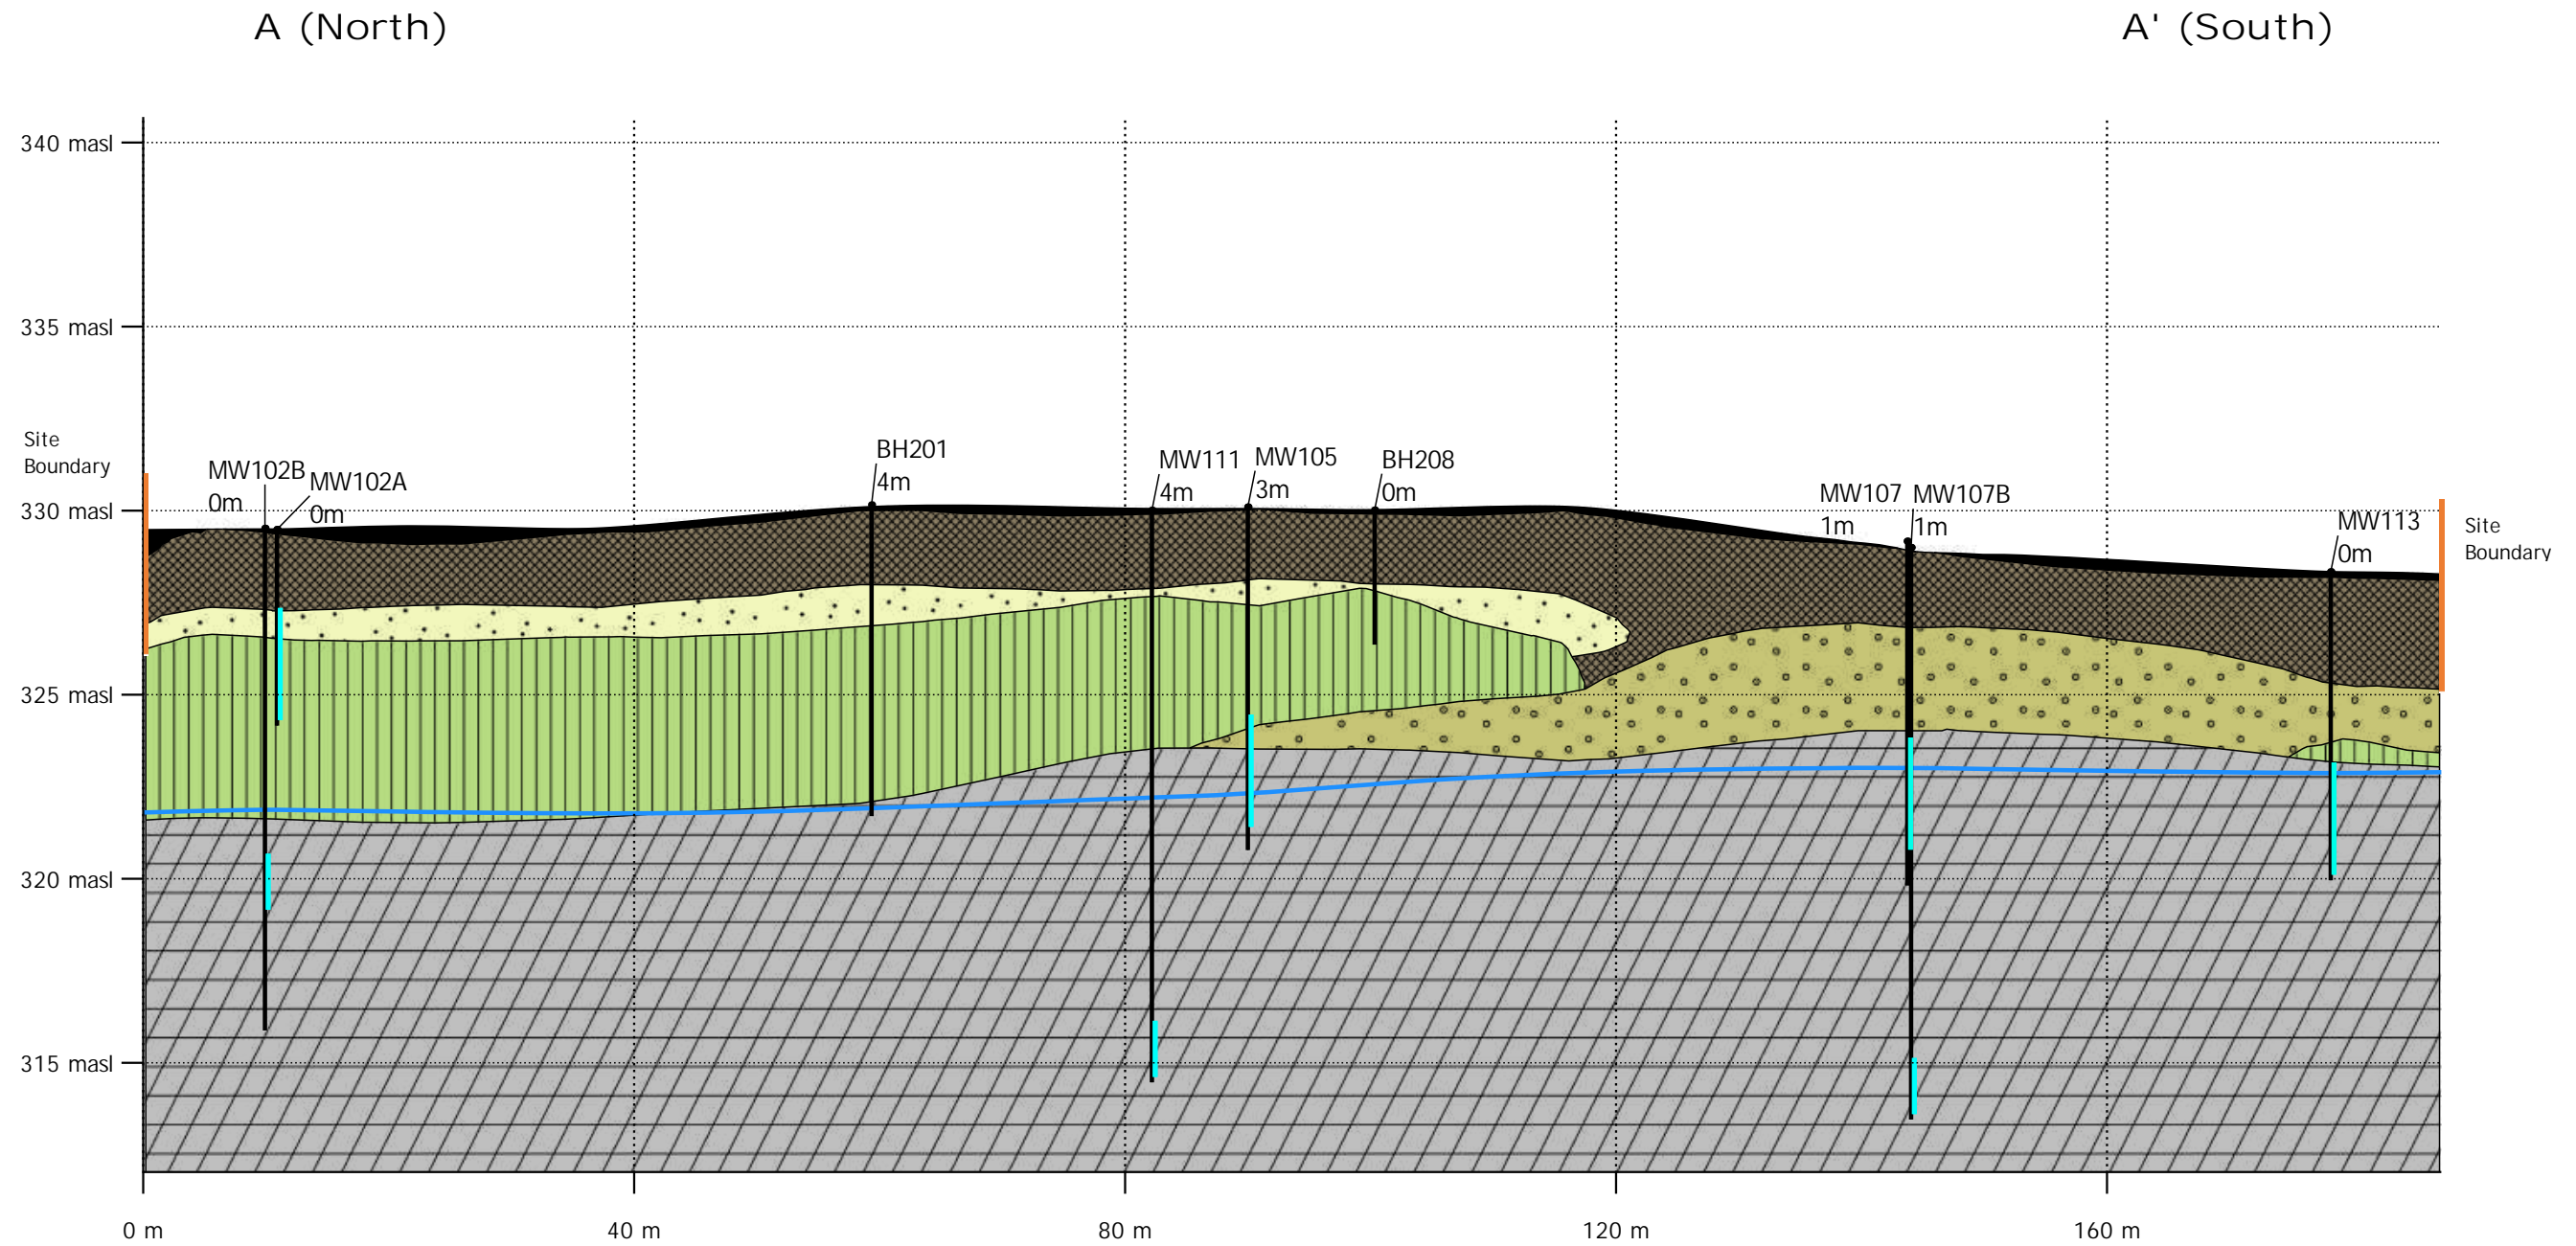 A (North)
A' (South)
340 masl
335 masl
330 masl
325 masl
320 masl
315 masl
Site
Boundary
MW102B
0m
MW102A
0m
BH201
4m
MW111
4m
MW105
3m
BH208
0m
MW107
1m
MW107B
1m
MW113
0m
Site
Boundary
0 m
40 m
80 m
120 m
160 m